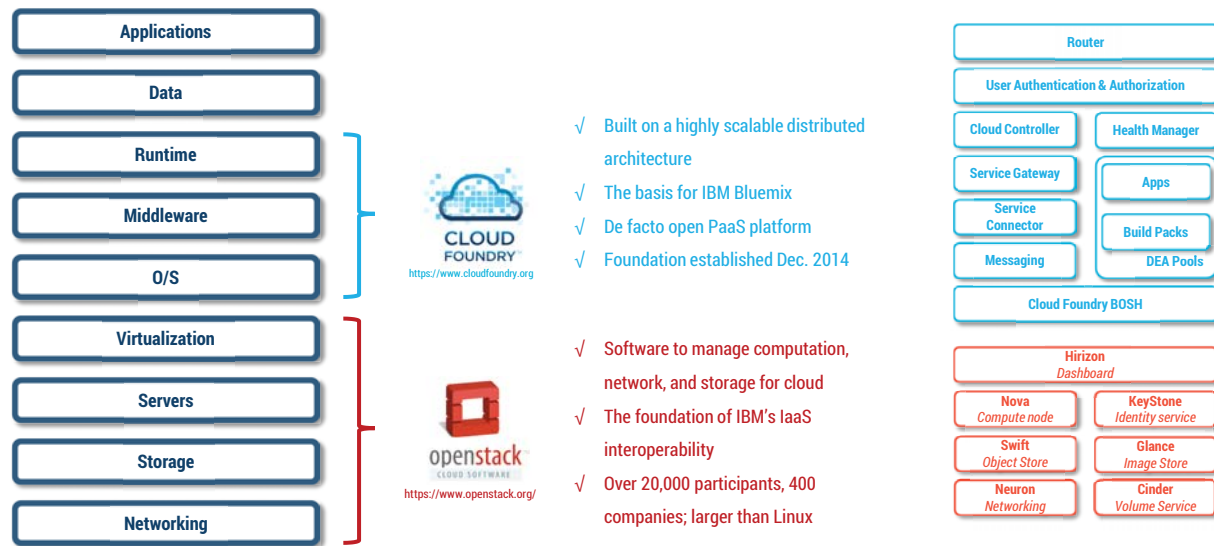 Applications
Data
Runtime
Middleware
O/S
Virtualization
Servers
Storage
Networking
CLOUD
FOUNDRY™
https://www.cloudfoundry.org
√ Built on a highly scalable distributed
architecture
√ The basis for IBM Bluemix
√ De facto open PaaS platform
√ Foundation established Dec. 2014
openstack™
CLOUD SOFTWARE
https://www.openstack.org/
√ Software to manage computation,
network, and storage for cloud
√ The foundation of IBM's IaaS
interoperability
√ Over 20,000 participants, 400
companies; larger than Linux
Router
User Authentication & Authorization
Cloud Controller
Health Manager
Service Gateway
Apps
Service
Connector
Build Packs
Messaging
DEA Pools
Cloud Foundry BOSH
Hirizon
Dashboard
Nova
Compute node
KeyStone
Identity service
Swift
Object Store
Glance
Image Store
Neuron
Networking
Cinder
Volume Service